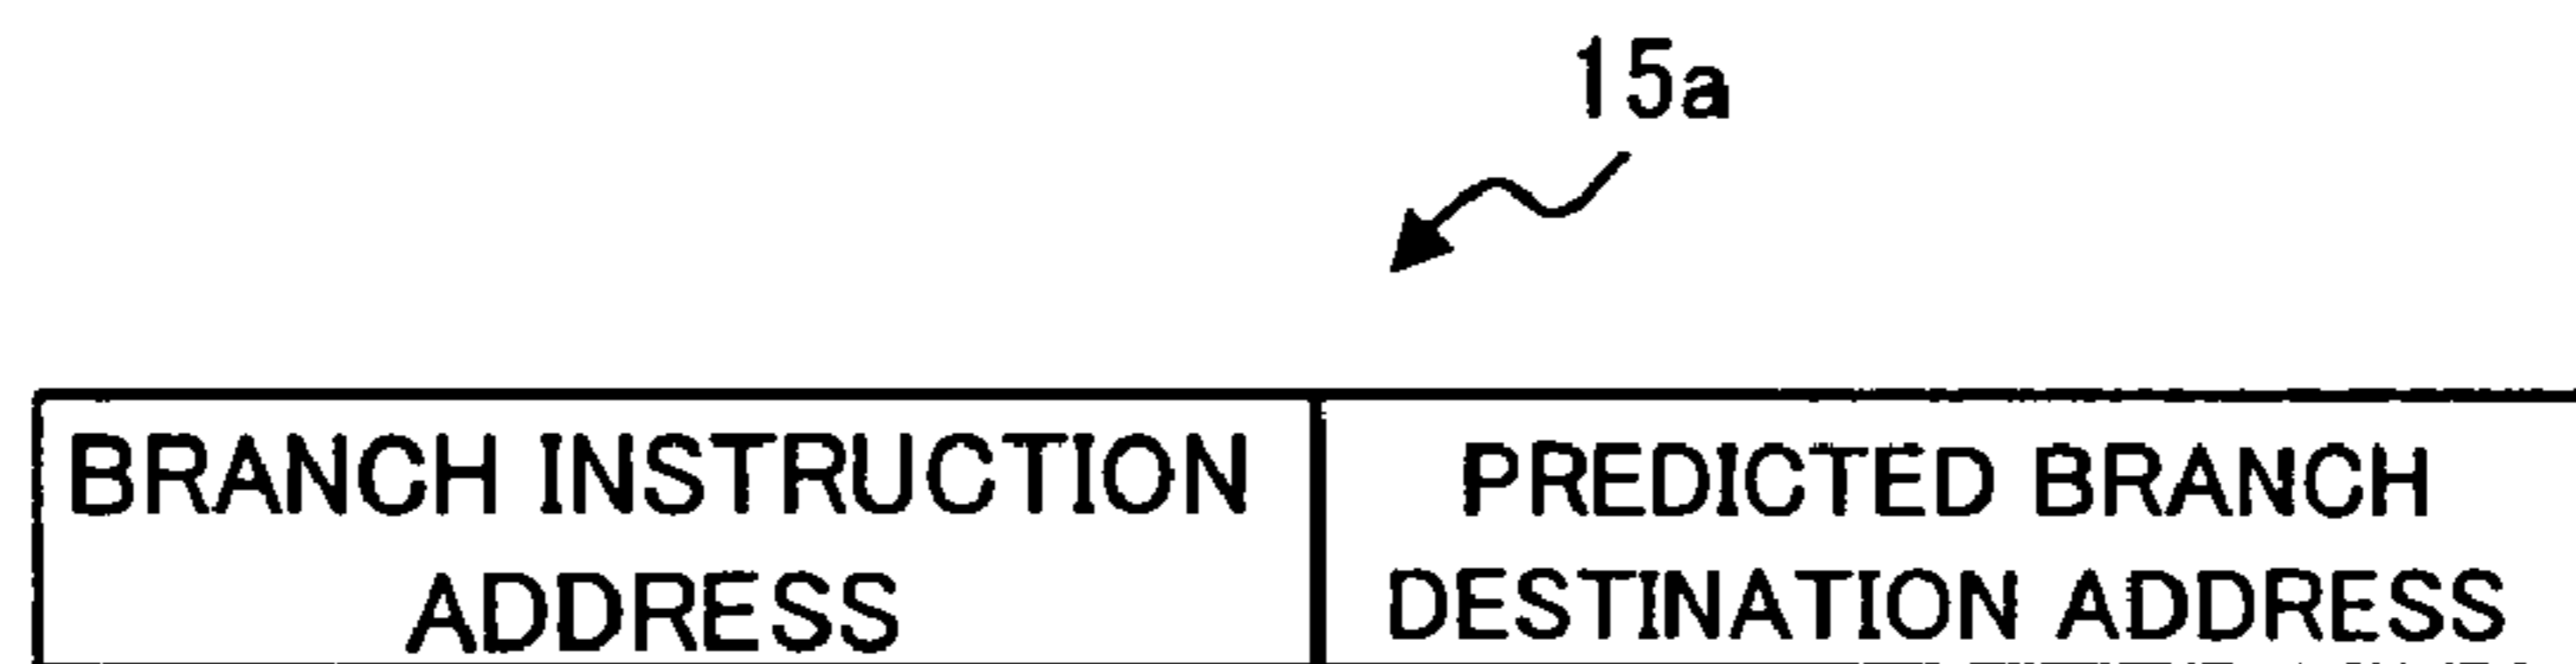 15a
BRANCH INSTRUCTION
ADDRESS
PREDICTED BRANCH
DESTINATION ADDRESS